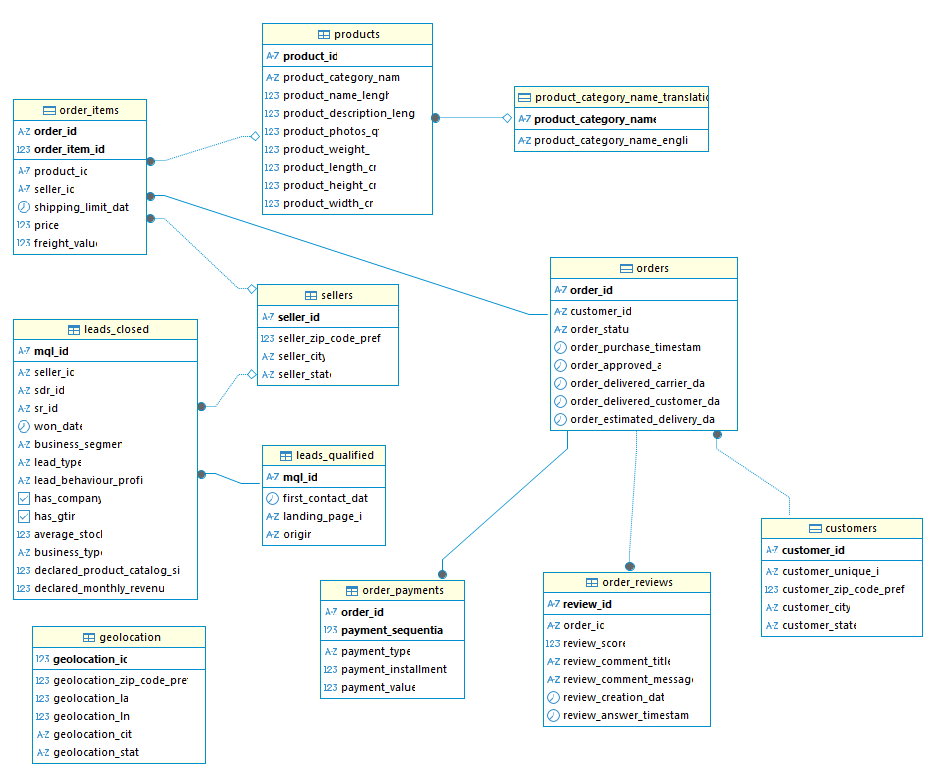 products
product_id
product_category_nam
product_name_lengh
product_description_leng
product_photos_q
product_weight_
product_length_cr
product_height_cr
product_width_cr
product_category_name_translatio
product_category_name
product_category_name_engli
order_items
order_id
order_item_id
product_ic
seller_ic
shipping_limit_dat
price
freight_value
sellers
seller_id
seller_zip_code_pref
seller_city
seller_state
orders
order_id
customer_id
order_statu
order_purchase_timestam
order_approved_a
order_delivered_carrier_da
order_delivered_customer_da
order_estimated_delivery_da
leads_closed
mql_id
seller_ic
sdr_id
sr_id
won_date
business_segmer
lead_type
lead_behaviour_profi
has_company
has_gtir
average_stocl
business_type
declared_product_catalog_si
declared_monthly_revenu
leads_qualified
mql_id
first_contact_dat
landing_page_i
origir
customers
customer_id
customer_unique_i
customer_zip_code_pref
customer_city
customer_state
order_payments
order_id
payment_sequentia
payment_type
payment_installment
payment_value
order_reviews
review_id
order_ic
review_score
review_comment_title
review_comment_message
review_creation_dat
review_answer_timestam
geolocation
geolocation_ic
geolocation_zip_code_pre
geolocation_la
geolocation_ln
geolocation_cit
geolocation_stat